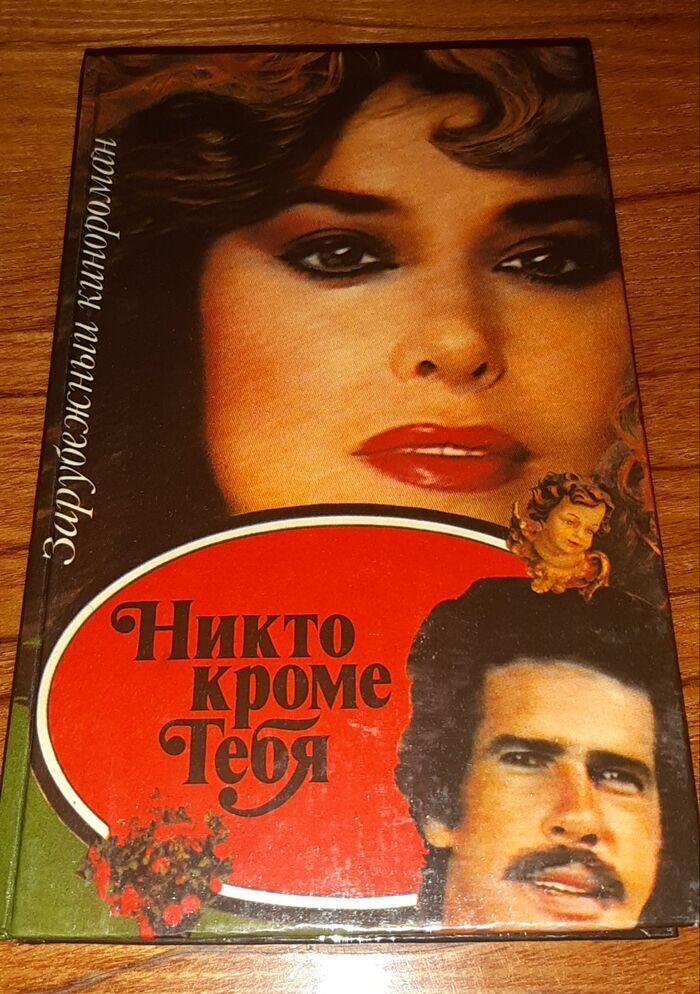 Зарубежный кинороман
Никто
кроме
Тебя